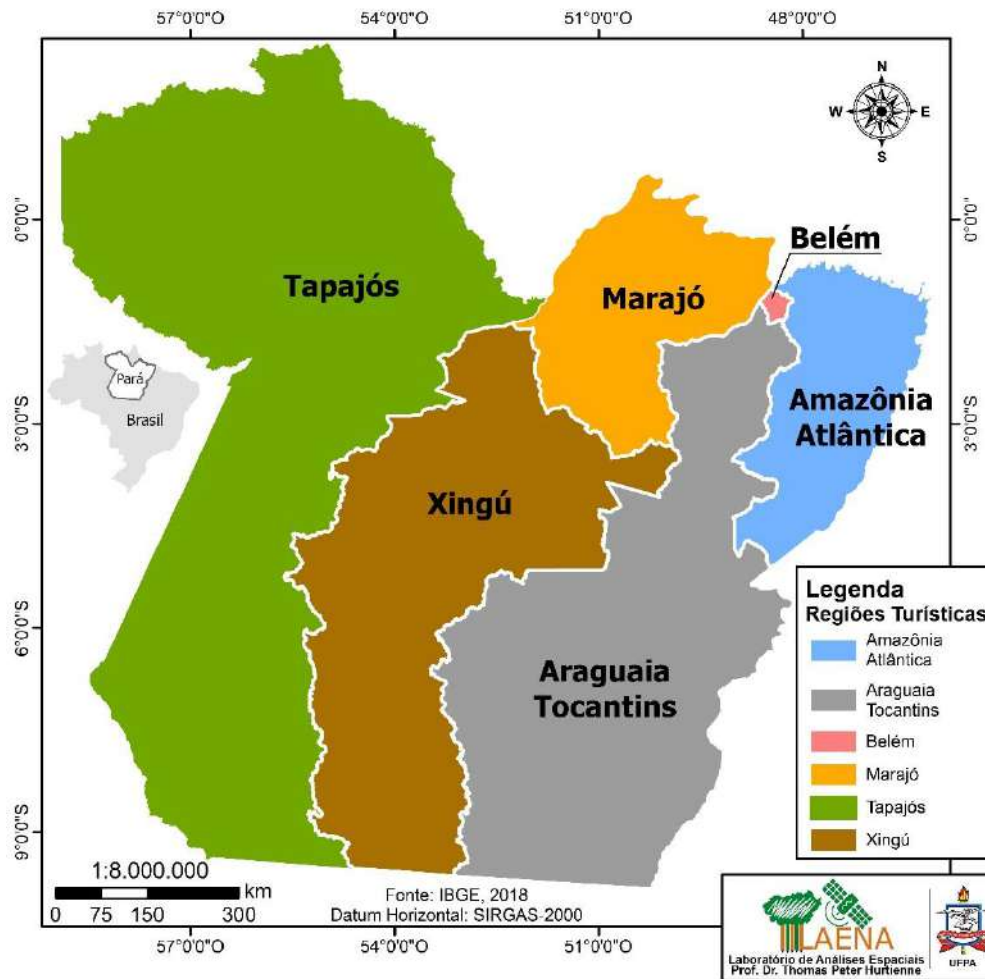 57°0'0"O
54°0'0"O
51°0'0"O
48°0'0"O
N
W
E
S
0°0'0"
0°0'0"
Belém
Tapajós
Marajó
Pará
Brasil
Amazônia
Atlântica
3°0'0"S
3°0'0"S
Xingú
Legenda
Regiões Turísticas
Amazônia
Atlântica
Araguaia
Tocantins
Belém
Marajó
Tapajós
Xingú
6°0'0"S
Araguaia
Tocantins
9°0'0"S
1:8.000.000
km
0 75 150 300
Fonte: IBGE, 2018
Datum Horizontal: SIRGAS-2000
LAENA
Laboratório de Análises Espaciais
Prof. Dr. Thomas Peter Hurtienne
UFPA
57°0'0"O
54°0'0"O
51°0'0"O